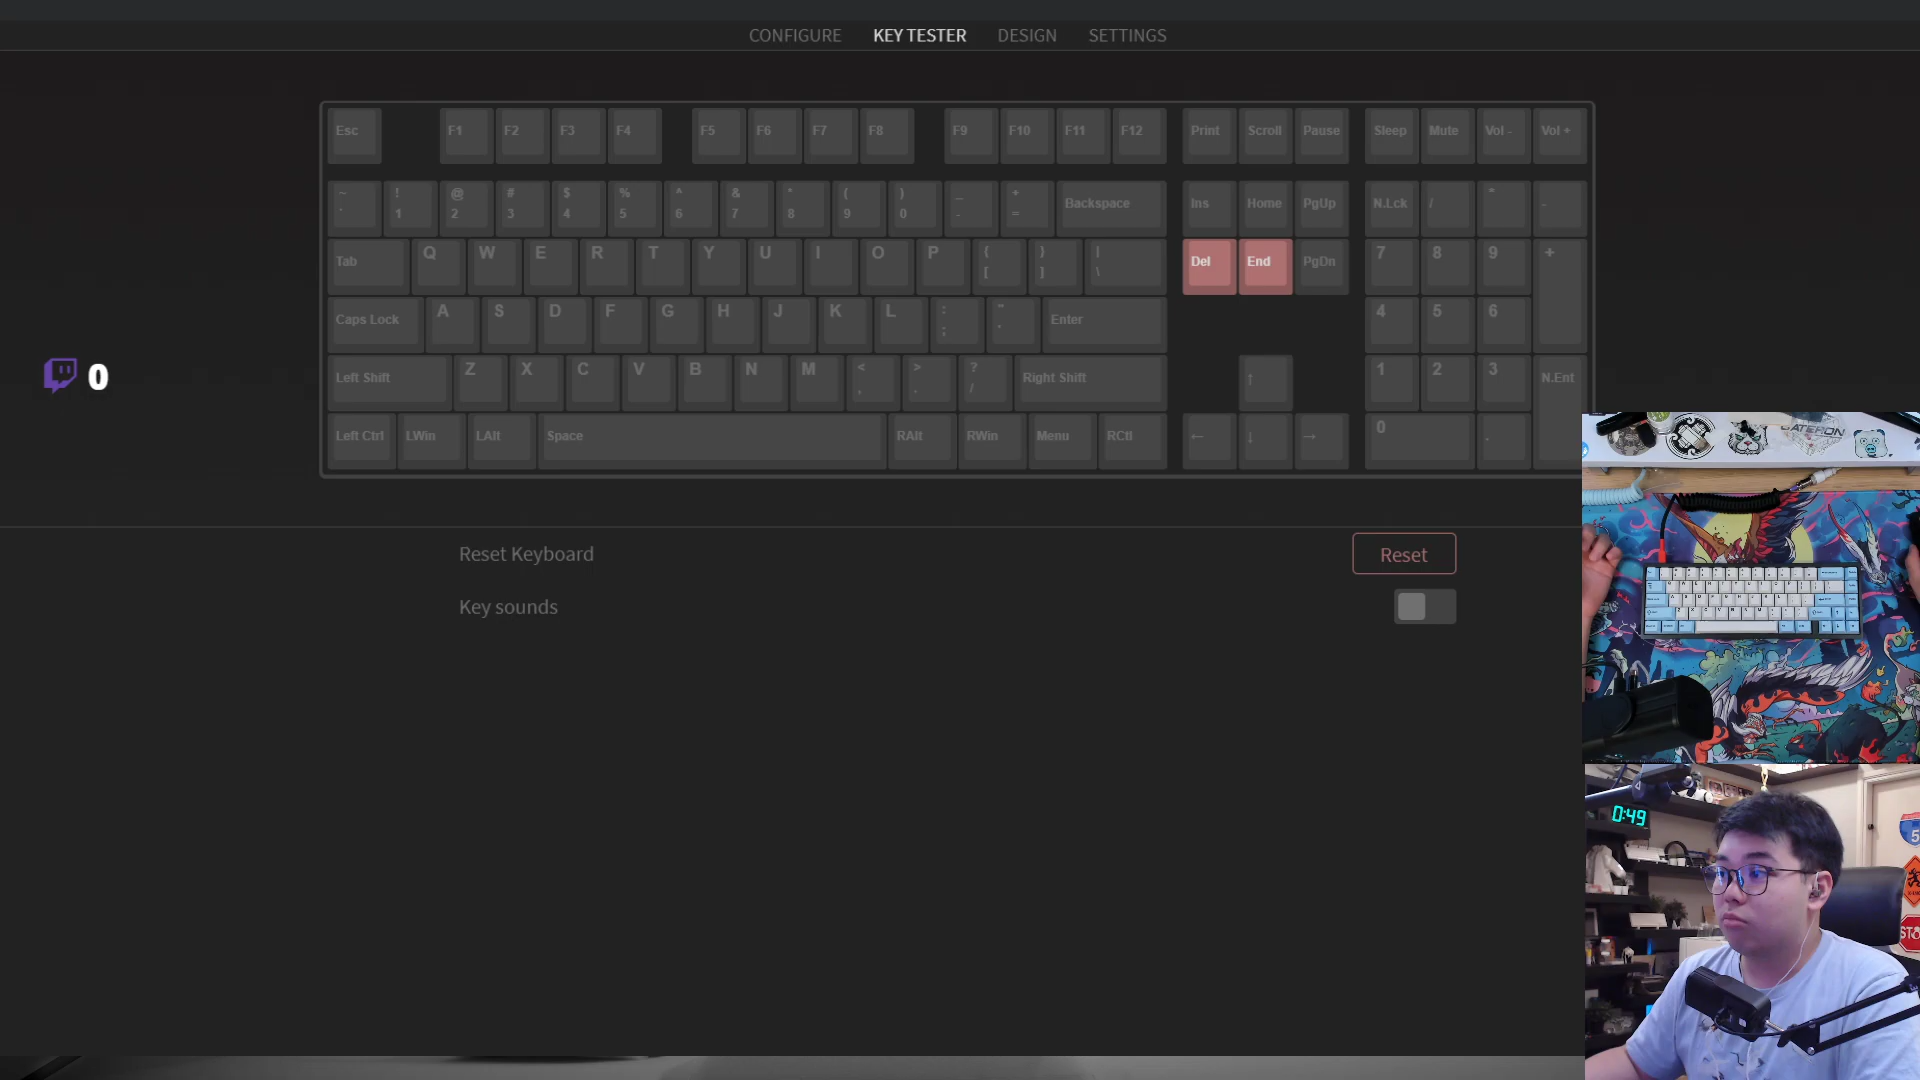 CONFIGURE KEY TESTER DESIGN SETTINGS
Esc F1 F2 F3 F4 F5 F6 F7 F8 F9 F10 F11 F12 Print Scroll Pause Sleep Mute Vol - Vol +
~ ! @ # $ % ^ & * ( ) _ +
` 1 2 3 4 5 6 7 8 9 0 - = Backspace Ins Home PgUp N.Lck / * -
Tab Q W E R T Y U I O P { } |
[ ] \ Del End PgDn 7 8 9 +
Caps Lock A S D F G H J K L : "
; ' Enter 4 5 6
Left Shift Z X C V B N M < > ?
, . / Right Shift ↑ 1 2 3 N.Ent
Left Ctrl LWin LAlt Space RAlt RWin Menu RCtl ← ↓ → 0 .
0
Reset Keyboard Reset
Key sounds
GATERON
0:49
5